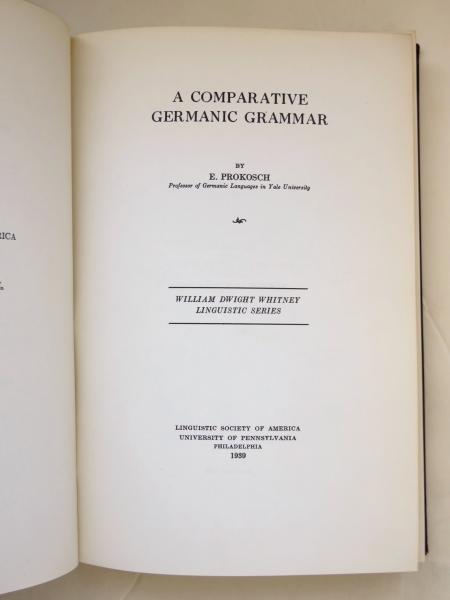 RICA
A COMPARATIVE
GERMANIC GRAMMAR
BY
E. PROKOSCH
Professor of Germanic Languages in Yale University
WILLIAM DWIGHT WHITNEY
LINGUISTIC SERIES
LINGUISTIC SOCIETY OF AMERICA
UNIVERSITY OF PENNSYLVANIA
PHILADELPHIA
1939